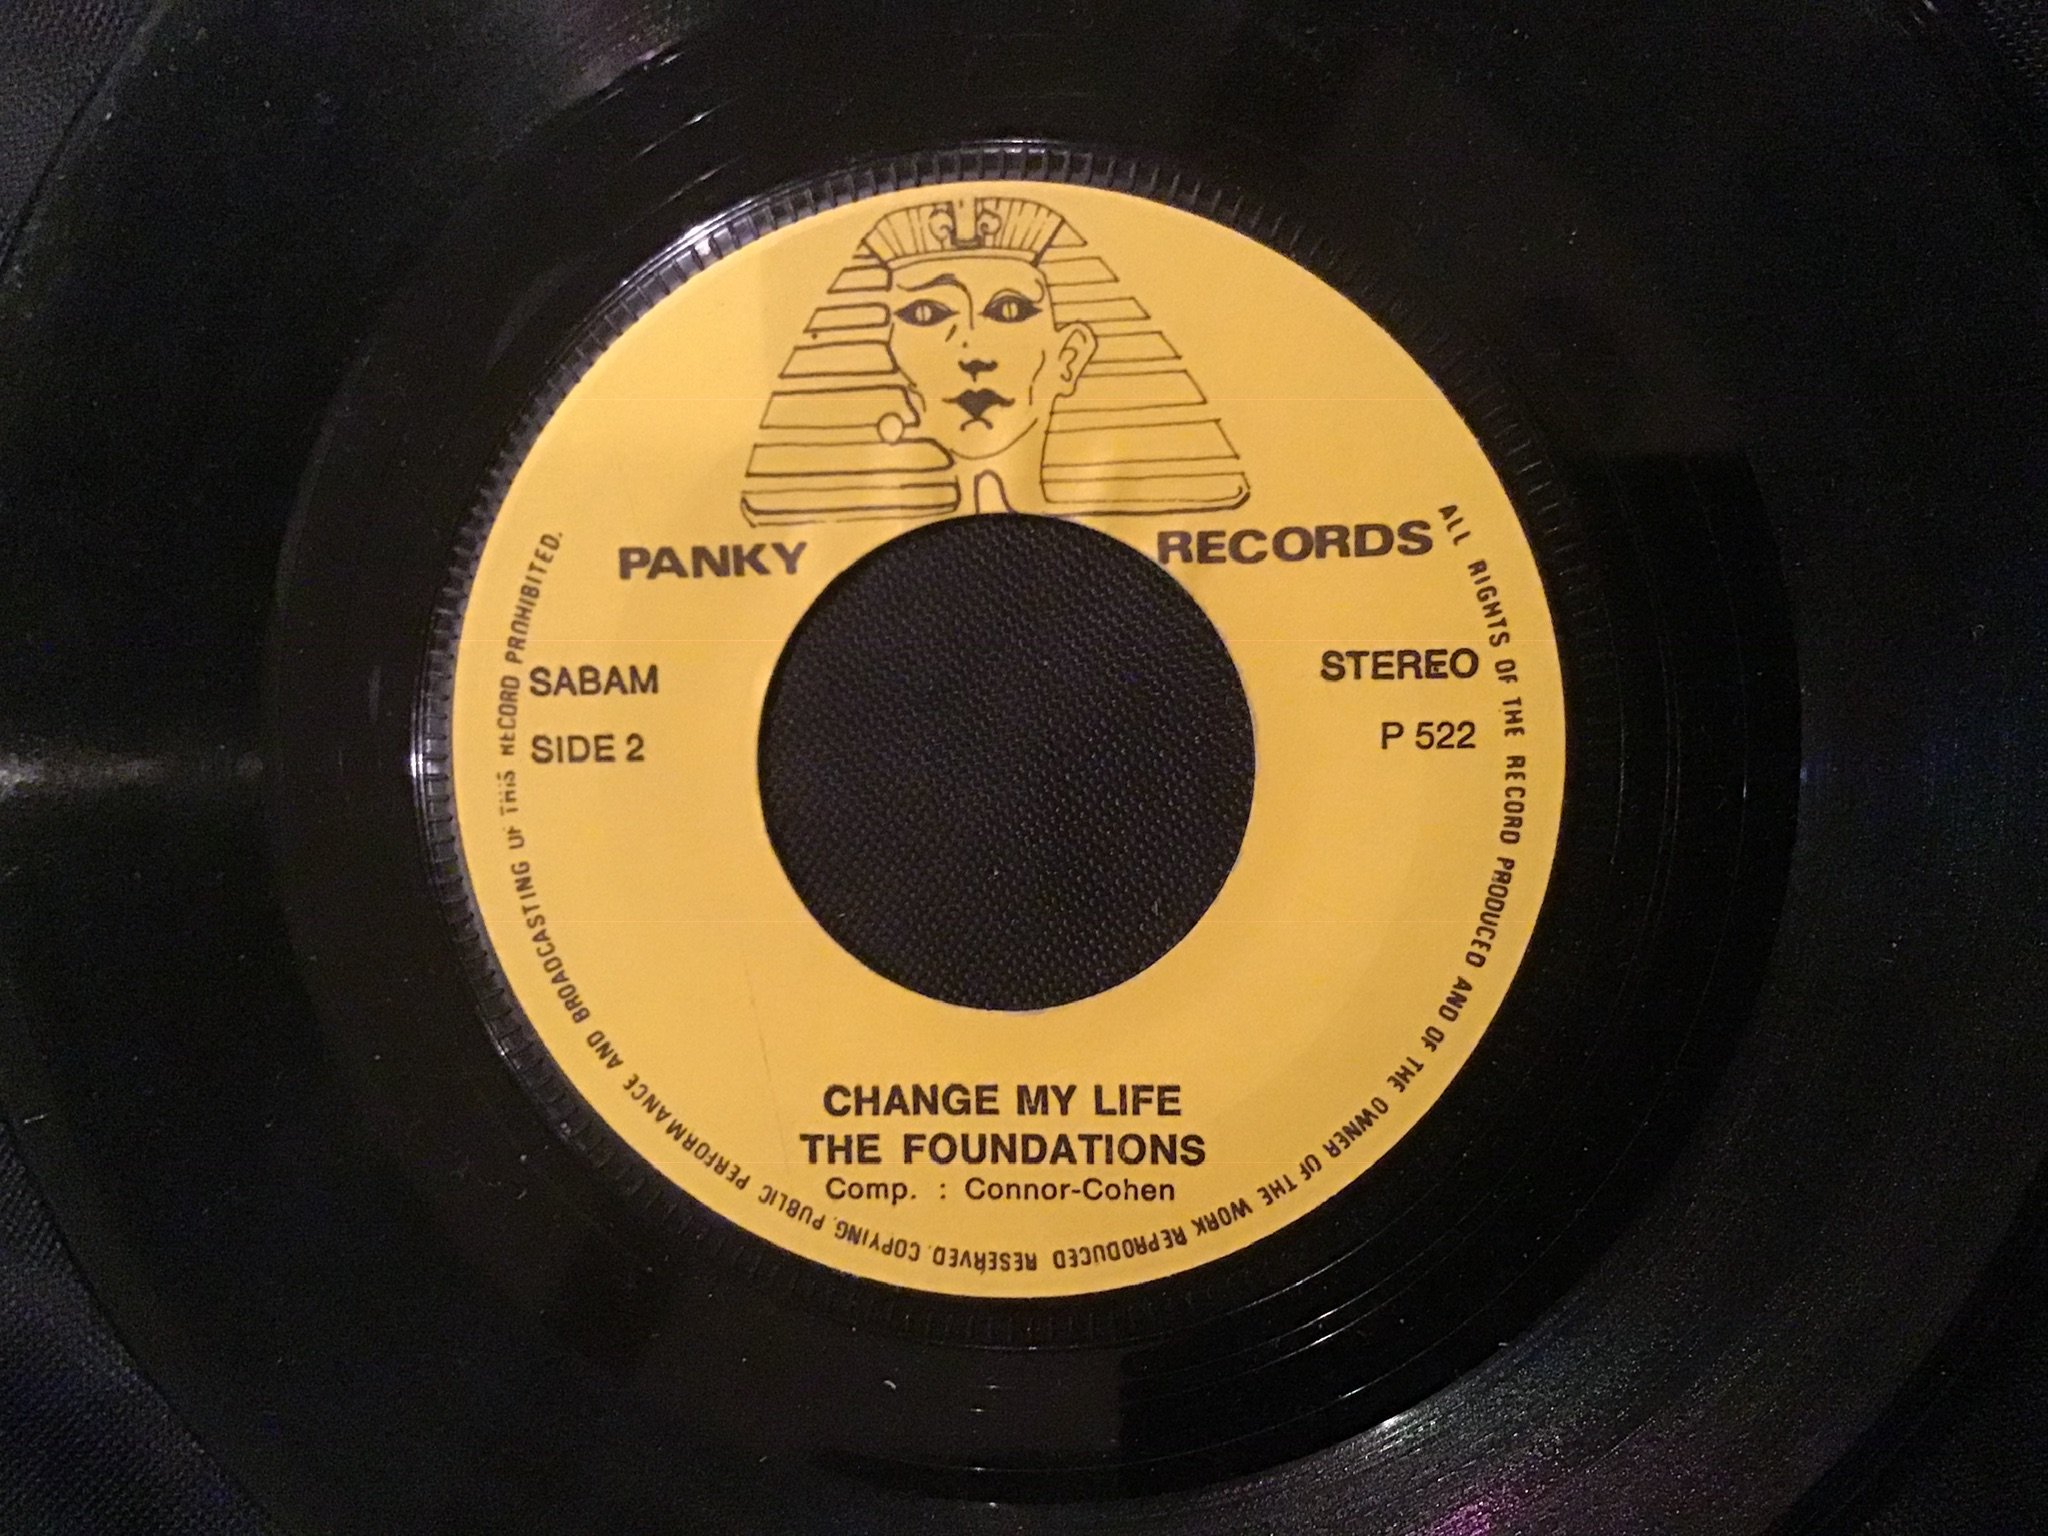 PANKY RECORDS
SABAM
SIDE 2
STEREO
P 522
CHANGE MY LIFE
THE FOUNDATIONS
Comp. : Connor-Cohen
ALL RIGHTS OF THE RECORD PRODUCED AND OF THE OWNER OF THE WORK REPRODUCED RESERVED. COPYING, PUBLIC PERFORMANCE AND BROADCASTING OF THIS RECORD PROHIBITED.